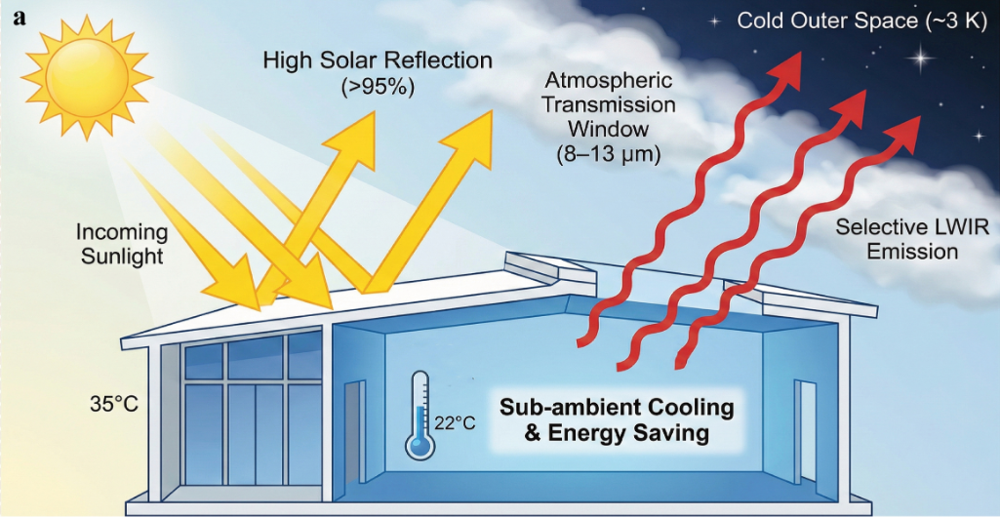 a
Cold Outer Space (~3 K)
High Solar Reflection
(>95%)
Atmospheric
Transmission
Window
(8–13 μm)
Incoming
Sunlight
Selective LWIR
Emission
35°C
22°C
Sub-ambient Cooling
& Energy Saving